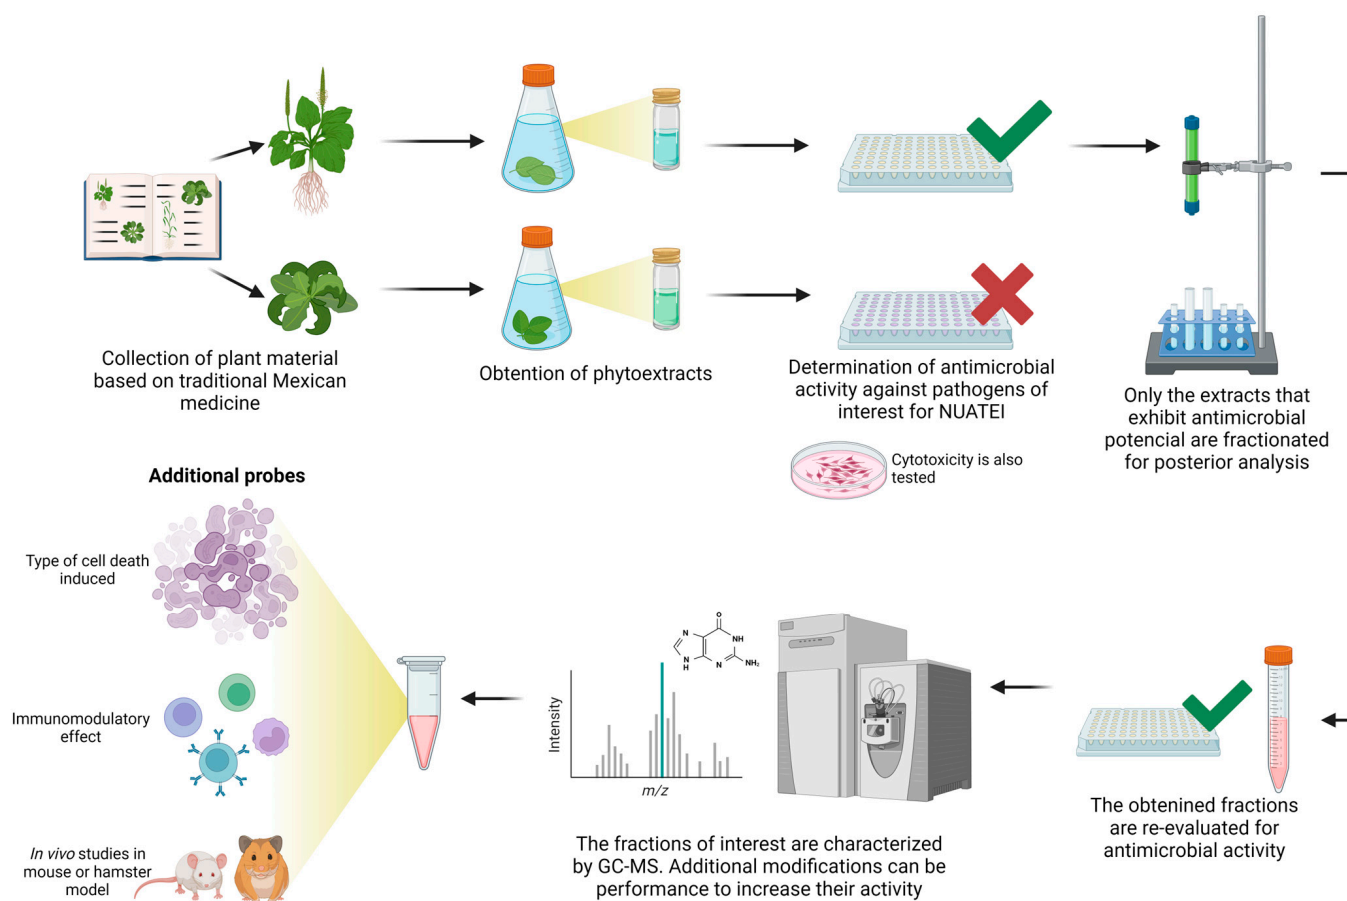 Collection of plant material
based on traditional Mexican
medicine
Obtention of phytoextracts
Determination of antimicrobial
activity against pathogens of
interest for NUATEI
Cytotoxicity is also
tested
Only the extracts that
exhibit antimicrobial
potencial are fractionated
for posterior analysis
The obtenined fractions
are re-evaluated for
antimicrobial activity
O
N
NH
N
H
N
NH₂
Intensity
m/z
The fractions of interest are characterized
by GC-MS. Additional modifications can be
performance to increase their activity
Additional probes
Type of cell death
induced
Immunomodulatory
effect
In vivo studies in
mouse or hamster
model